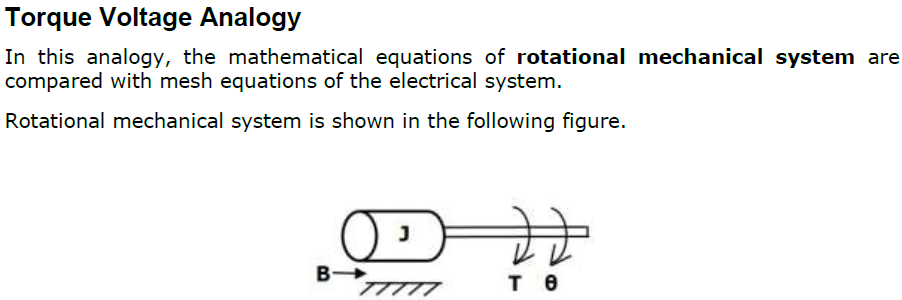 Torque Voltage Analogy
In this analogy, the mathematical equations of rotational mechanical system are
compared with mesh equations of the electrical system.
Rotational mechanical system is shown in the following figure.
J
B
T θ